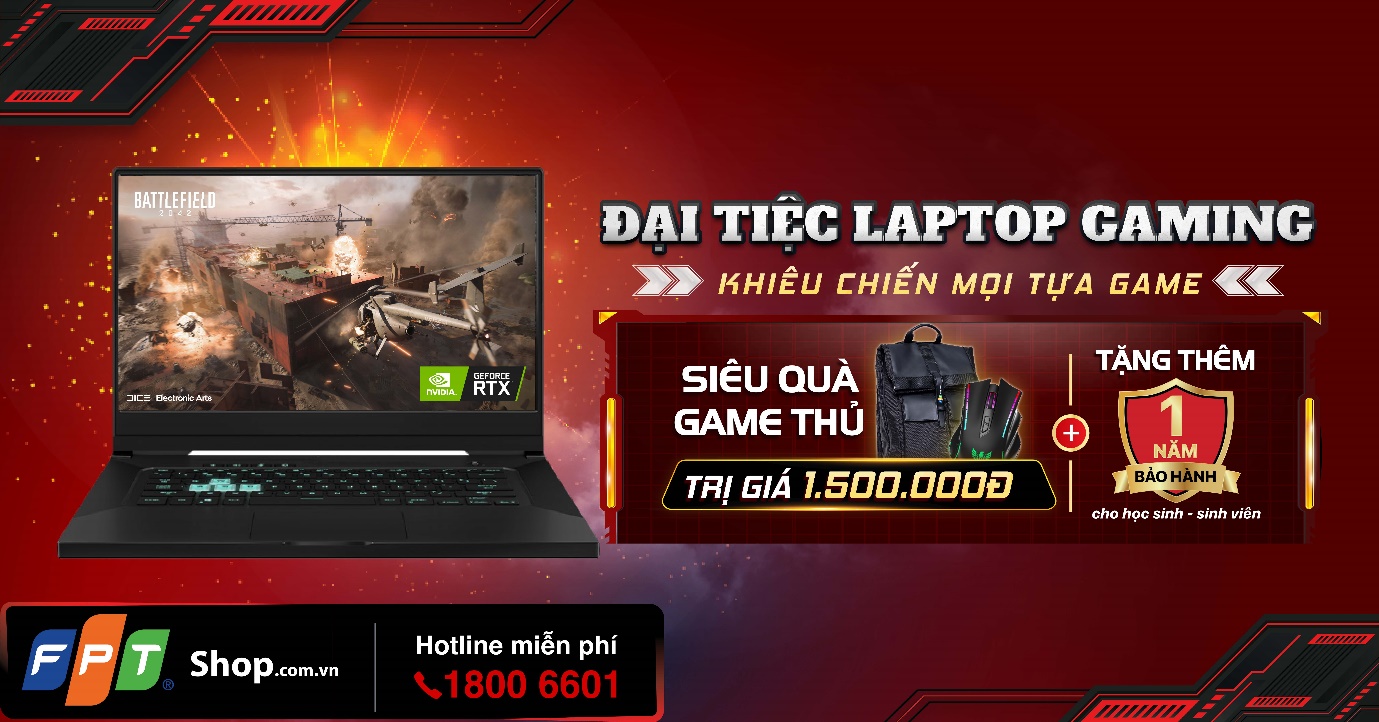 BATTLEFIELD
2042
DICE Electronic Arts
NVIDIA.
GEFORCE
RTX
ĐẠI TIỆC LAPTOP GAMING
KHIÊU CHIẾN MỌI TỰA GAME
SIÊU QUÀ
GAME THỦ
TRỊ GIÁ 1.500.000Đ
+
TẶNG THÊM
1
NĂM
BẢO HÀNH
cho học sinh - sinh viên
FPT®
Shop.com.vn
Hotline miễn phí
1800 6601